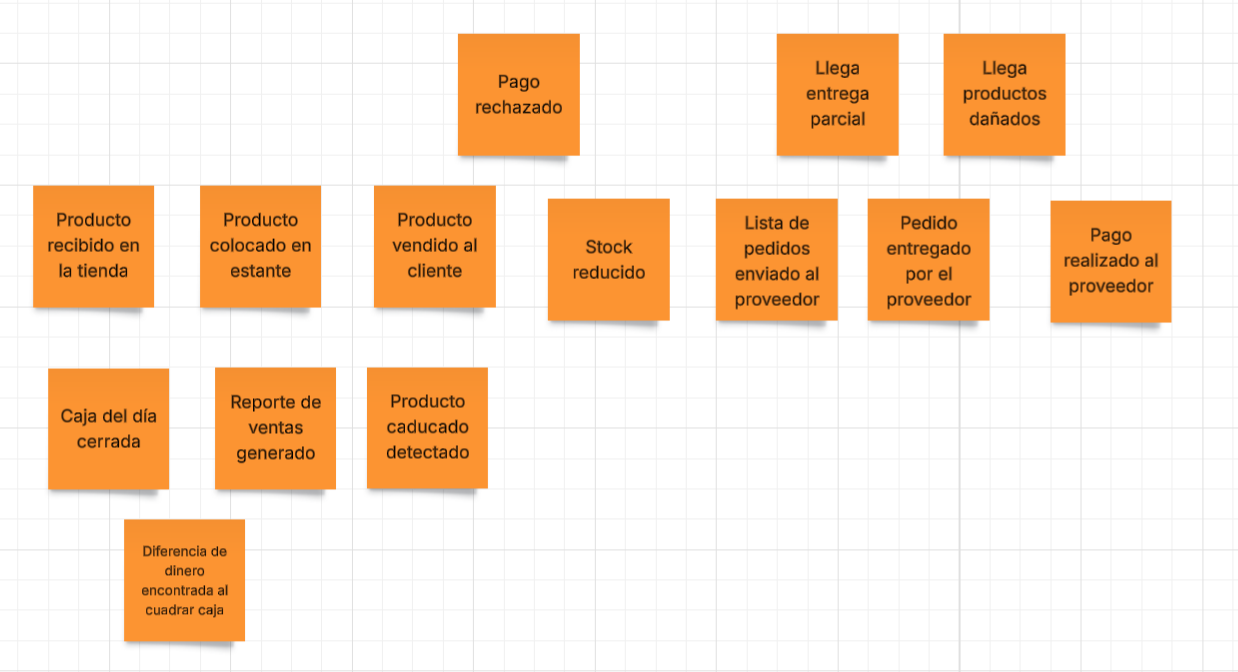 Pago
rechazado
Llega
entrega
parcial
Llega
productos
dañados
Producto
recibido en
la tienda
Producto
colocado en
estante
Producto
vendido al
cliente
Stock
reducido
Lista de
pedidos
enviado al
proveedor
Pedido
entregado
por el
proveedor
Pago
realizado al
proveedor
Caja del día
cerrada
Reporte de
ventas
generado
Producto
caducado
detectado
Diferencia de
dinero
encontrada al
cuadrar caja